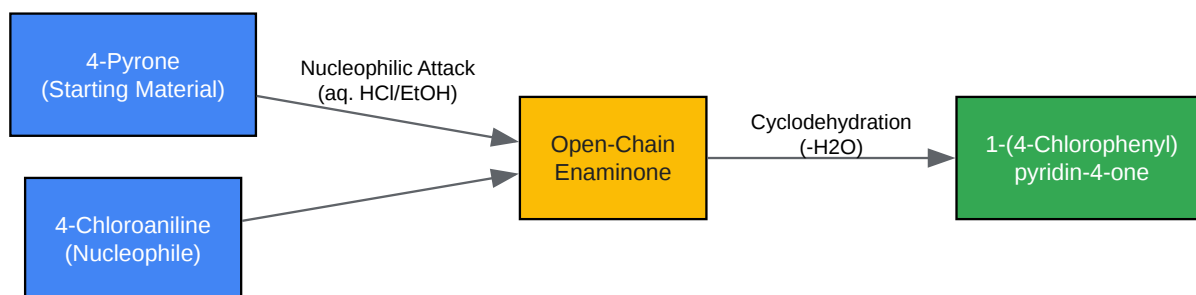 4-Pyrone
(Starting Material)
Nucleophilic Attack
(aq. HCl/EtOH)
4-Chloroaniline
(Nucleophile)
Open-Chain
Enaminone
Cyclodehydration
(-H2O)
1-(4-Chlorophenyl)
pyridin-4-one